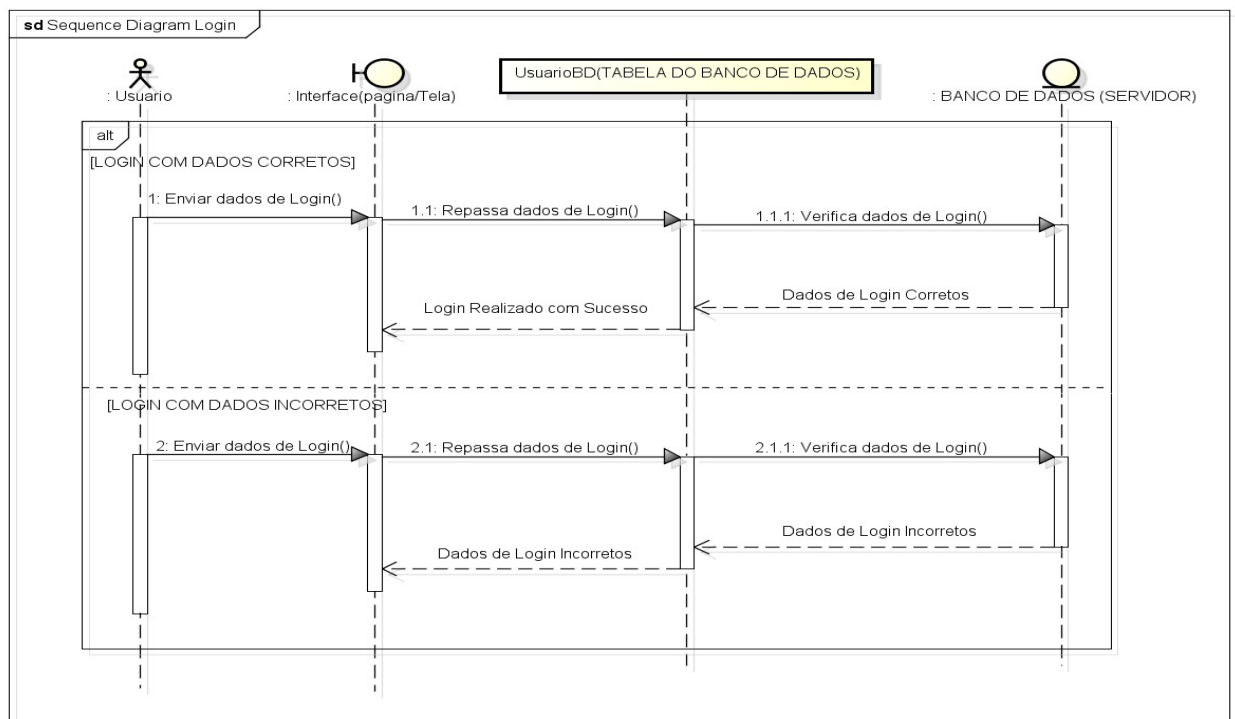 sd Sequence Diagram Login
: Usuario
: Interface(pagina/Tela)
UsuarioBD(TABELA DO BANCO DE DADOS)
: BANCO DE DADOS (SERVIDOR)
alt
[LOGIN COM DADOS CORRETOS]
1: Enviar dados de Login()
1.1: Repassa dados de Login()
1.1.1: Verifica dados de Login()
Dados de Login Corretos
Login Realizado com Sucesso
[LOGIN COM DADOS INCORRETOS]
2: Enviar dados de Login()
2.1: Repassa dados de Login()
2.1.1: Verifica dados de Login()
Dados de Login Incorretos
Dados de Login Incorretos